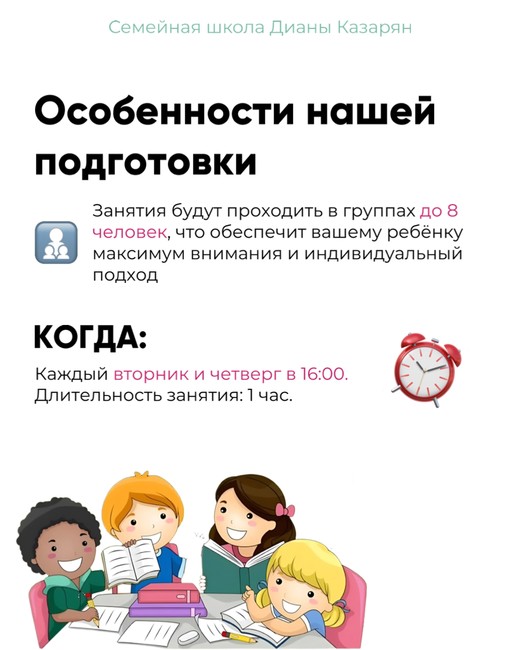 Семейная школа Дианы Казарян
Особенности нашей
подготовки
Занятия будут проходить в группах до 8
человек, что обеспечит вашему ребёнку
максимум внимания и индивидуальный
подход
КОГДА:
Каждый вторник и четверг в 16:00.
Длительность занятия: 1 час.